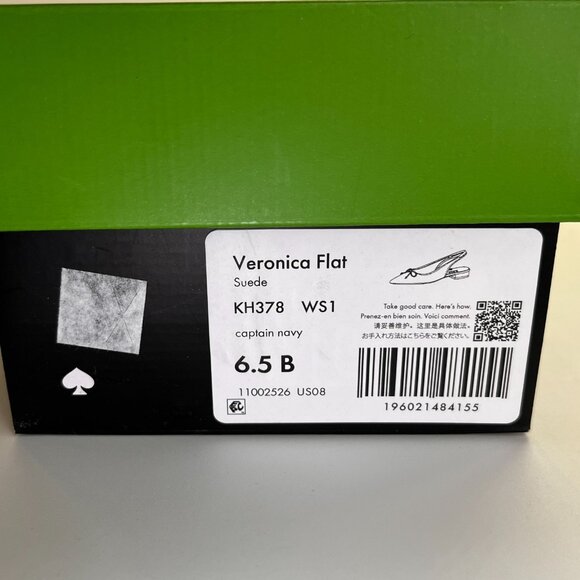 Veronica Flat
Suede
KH378 WS1
captain navy
6.5 B
11002526 US08
Take good care. Here's how.
Prenez-en bien soin. Voici comment.
请妥善维护。这里是具体做法。
お手入れ方法はこちらをご覧ください。
196021484155